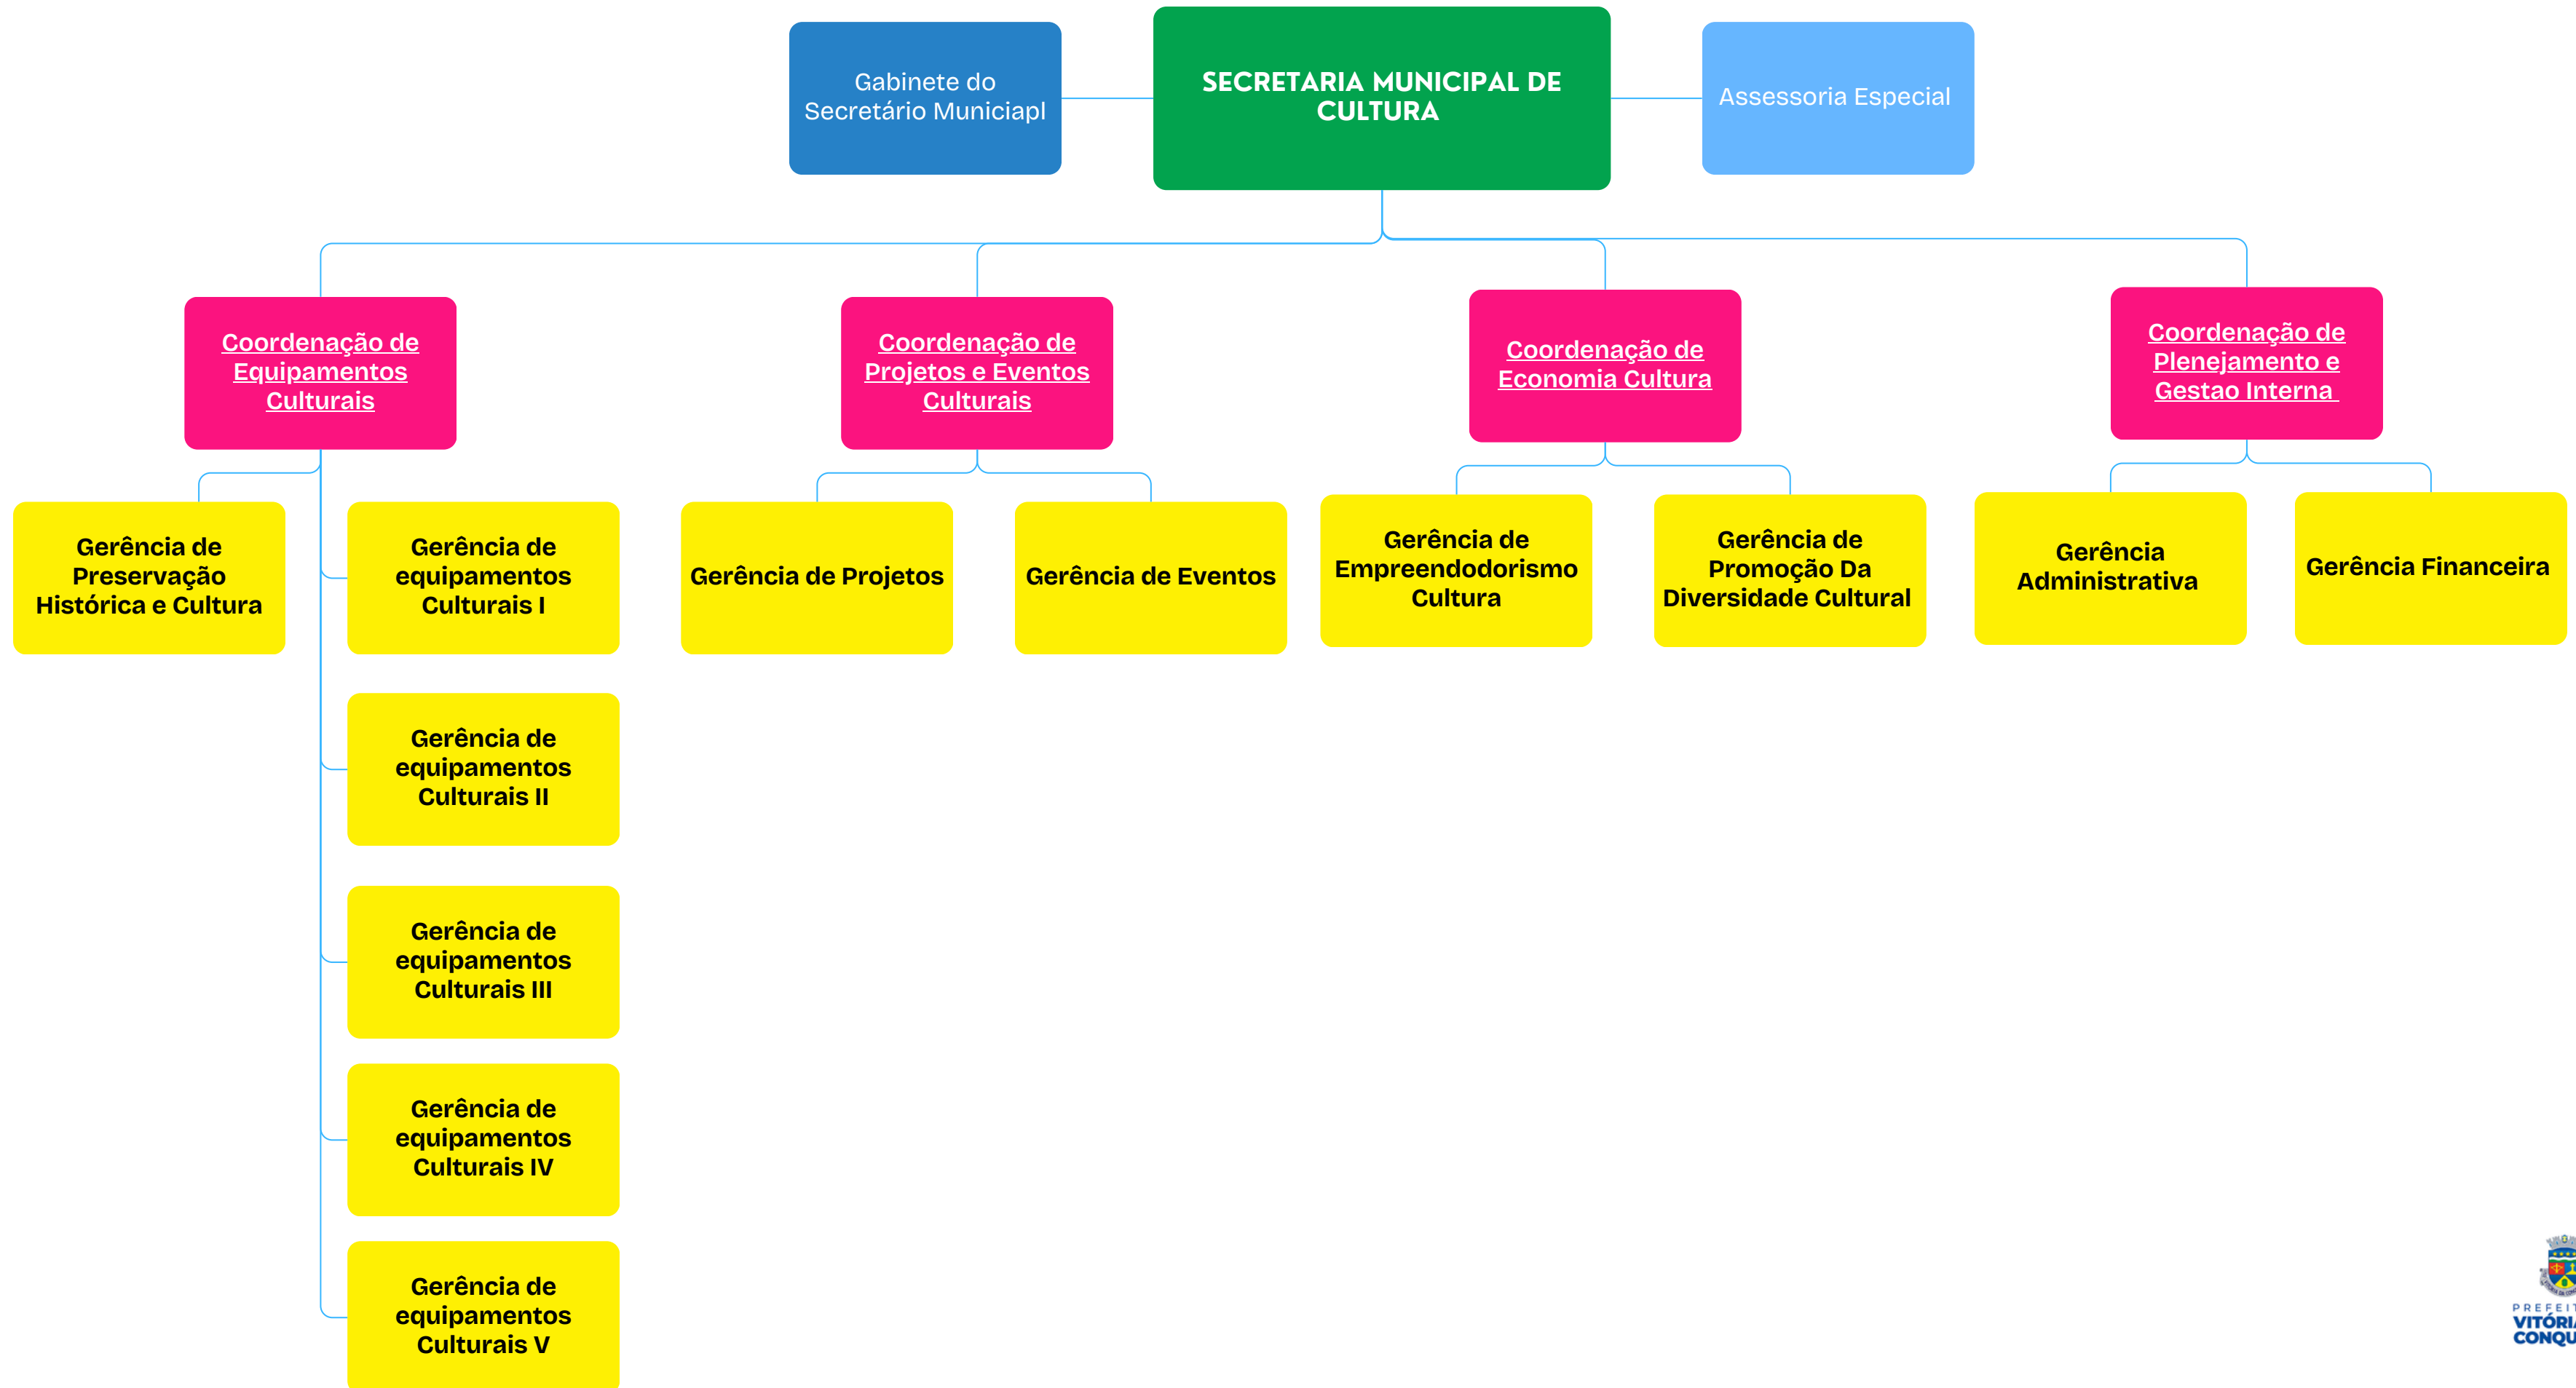 Gabinete do
Secretário Municiapl
SECRETARIA MUNICIPAL DE
CULTURA
Assessoria Especial
Coordenação de
Equipamentos
Culturais
Coordenação de
Projetos e Eventos
Culturais
Coordenação de
Economia Cultura
Coordenação de
Plenejamento e
Gestao Interna
Gerência de
Preservação
Histórica e Cultura
Gerência de
equipamentos
Culturais I
Gerência de Projetos
Gerência de Eventos
Gerência de
Empreendodorismo
Cultura
Gerência de
Promoção Da
Diversidade Cultural
Gerência
Administrativa
Gerência Financeira
Gerência de
equipamentos
Culturais II
Gerência de
equipamentos
Culturais III
Gerência de
equipamentos
Culturais IV
Gerência de
equipamentos
Culturais V
PREFEIT
VITÓRIA
CONQU